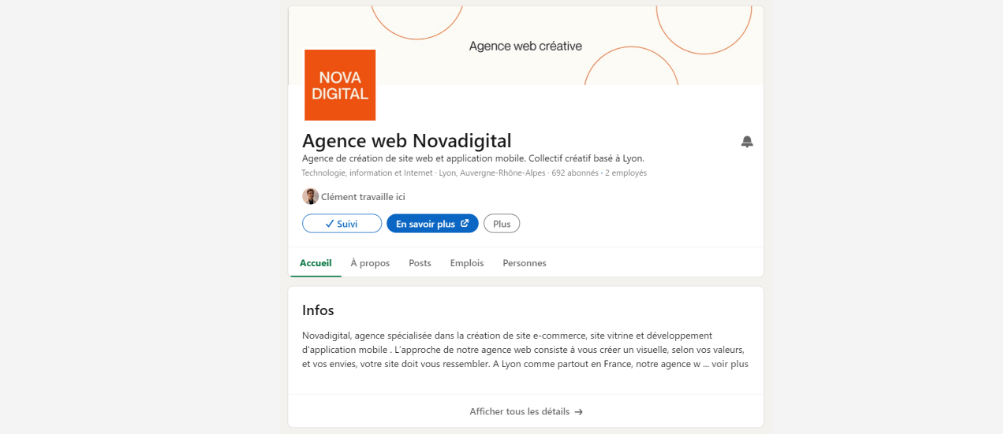 Agence web créative
NOVA
DIGITAL
Agence web Novadigital
Agence de création de site web et application mobile. Collectif créatif basé à Lyon.
Technologie, information et Internet · Lyon, Auvergne-Rhône-Alpes · 692 abonnés · 2 employés
Clément travaille ici
Suivi En savoir plus Plus
Accueil À propos Posts Emplois Personnes
Infos
Novadigital, agence spécialisée dans la création de site e-commerce, site vitrine et développement
d'application mobile . L'approche de notre agence web consiste à vous créer un visuelle, selon vos valeurs,
et vos envies, votre site doit vous ressembler. A Lyon comme partout en France, notre agence w ... voir plus
Afficher tous les détails →